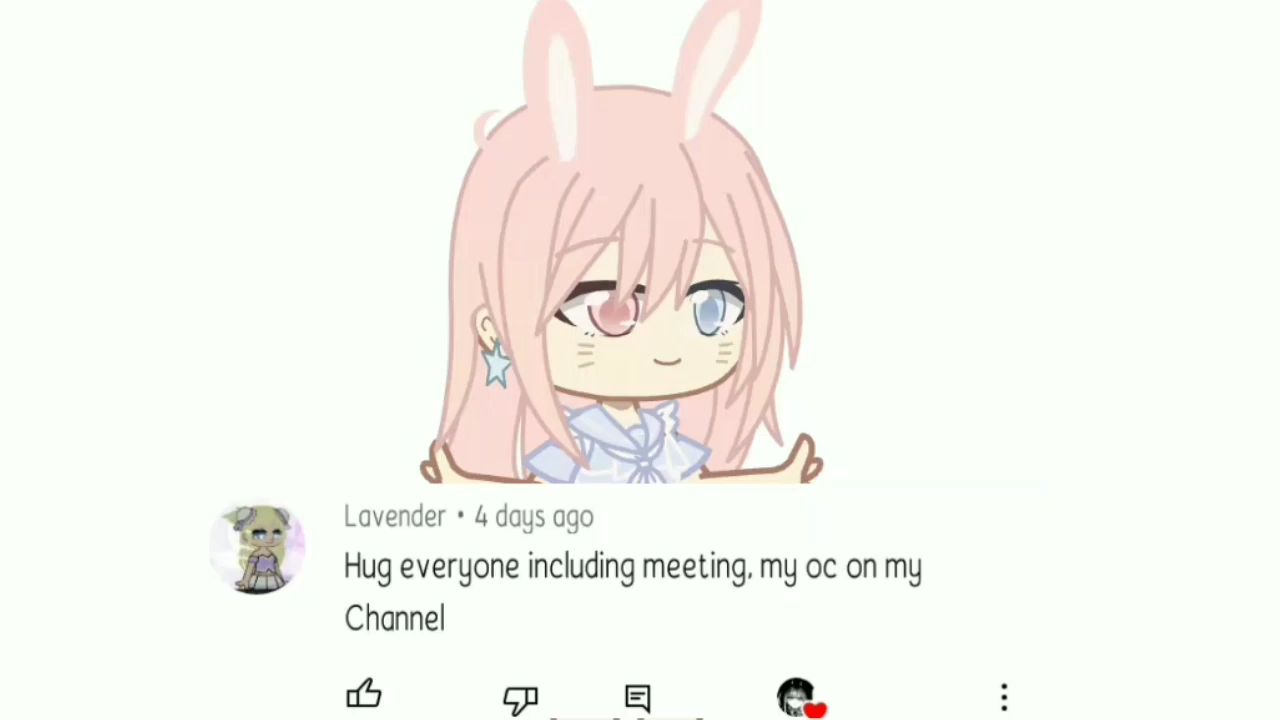 Lavender • 4 days ago
Hug everyone including meeting, my oc on my
Channel